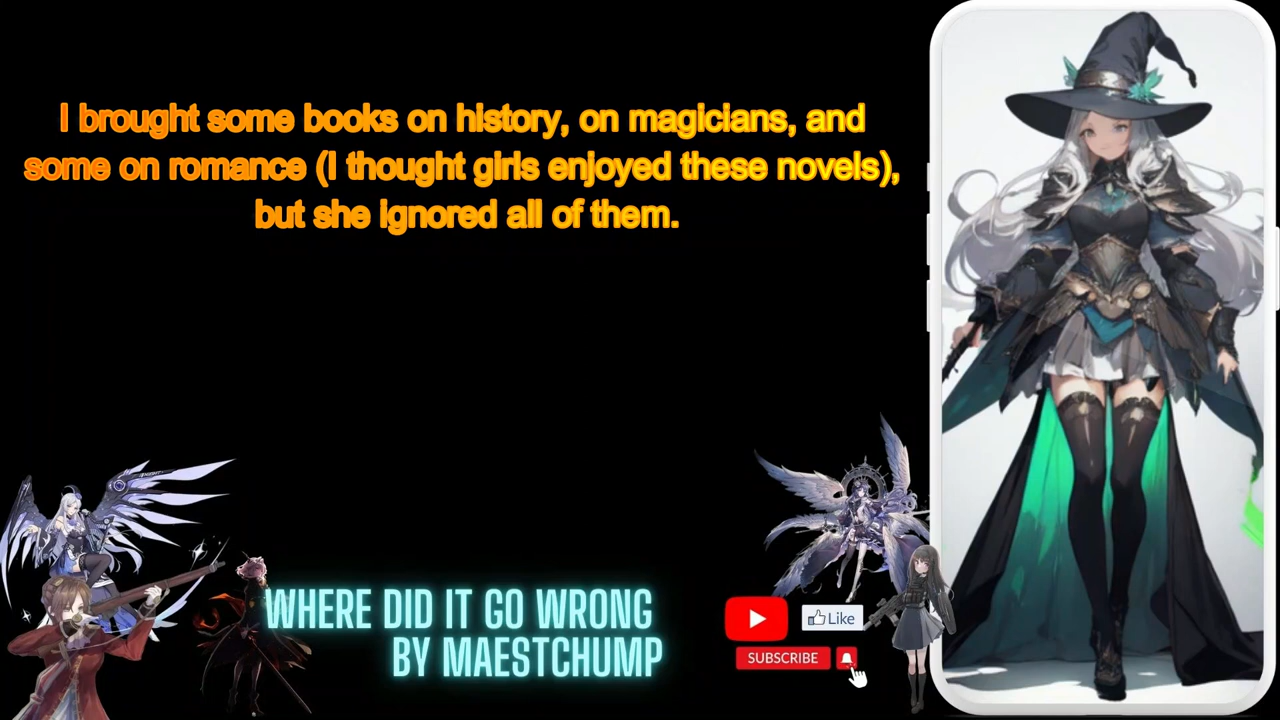 I brought some books on history, on magicians, and
some on romance (I thought girls enjoyed these novels),
but she ignored all of them.
WHERE DID IT GO WRONG
BY MAESTCHUMP
Like
SUBSCRIBE